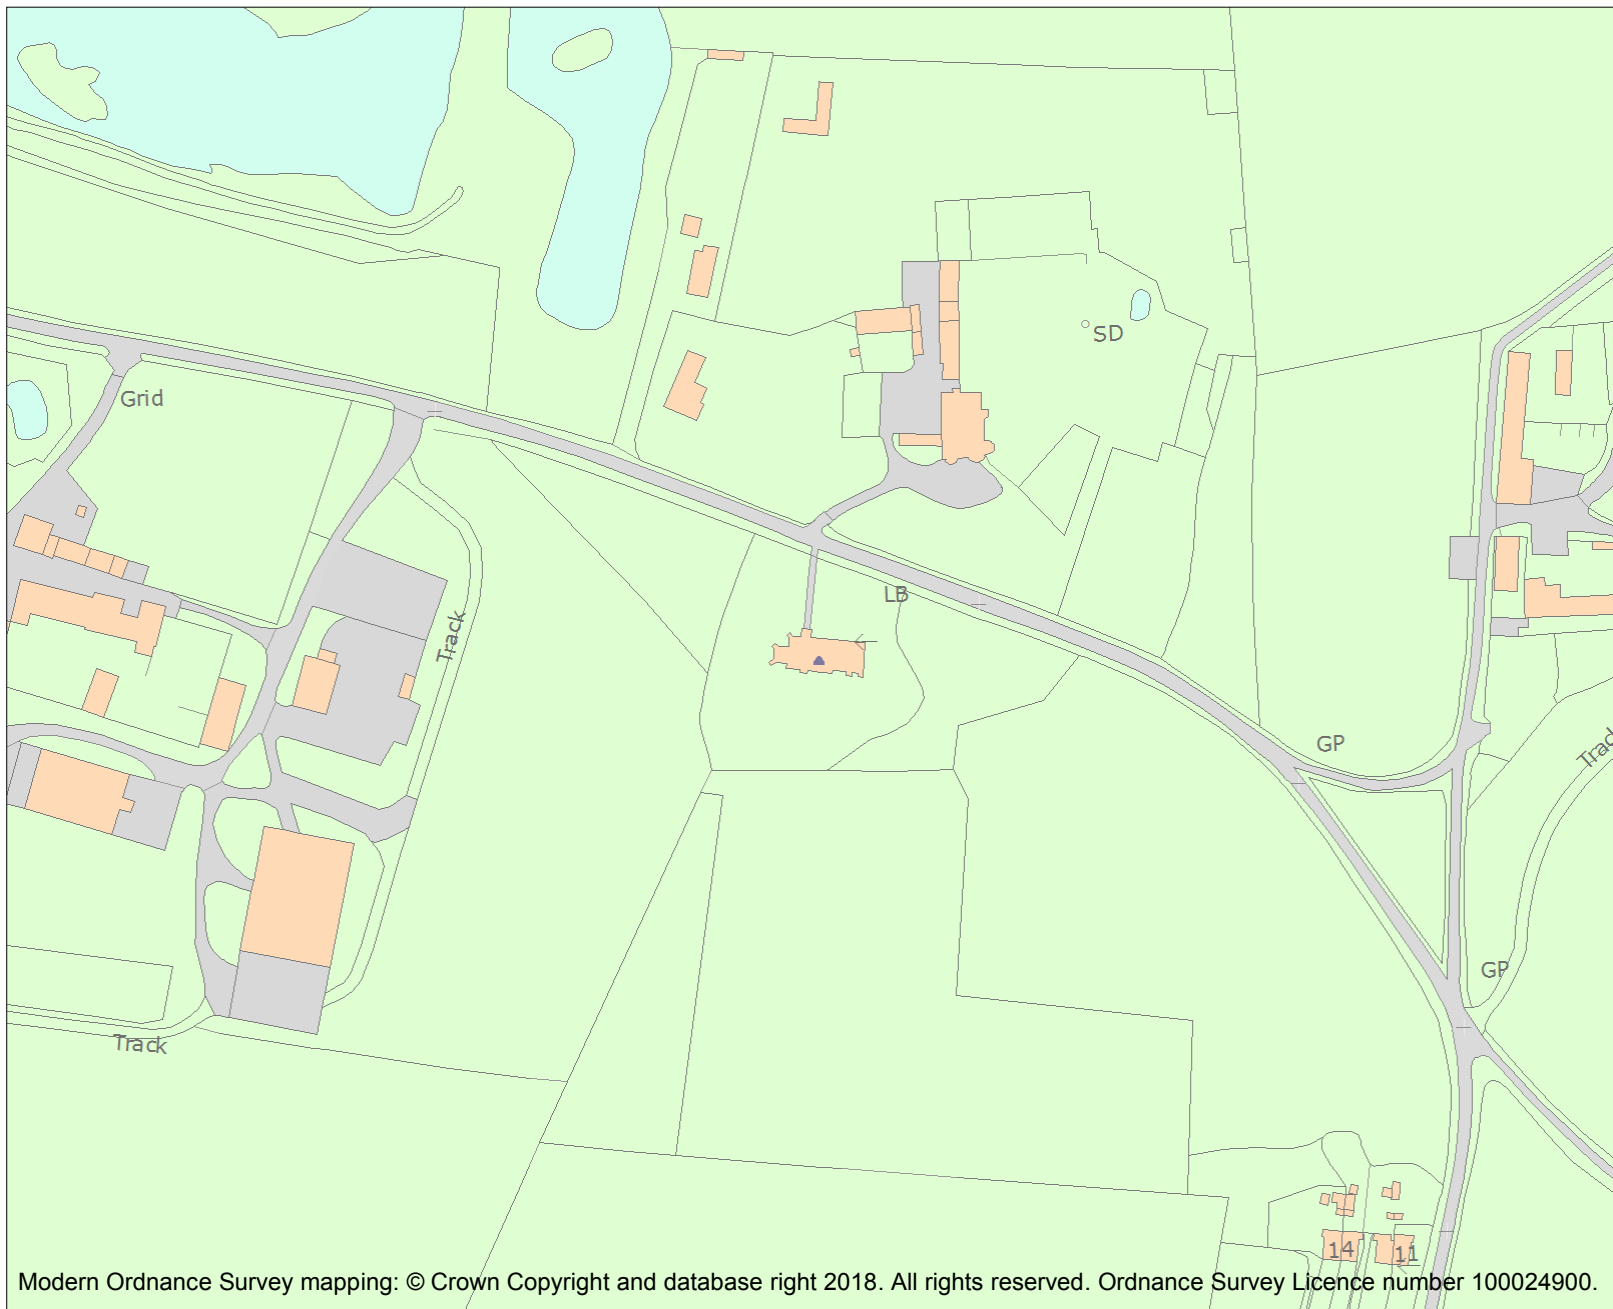 SD
Grid
LB
Track
GP
Trac
GP
Track
14
11
Modern Ordnance Survey mapping: © Crown Copyright and database right 2018. All rights reserved. Ordnance Survey Licence number 100024900.